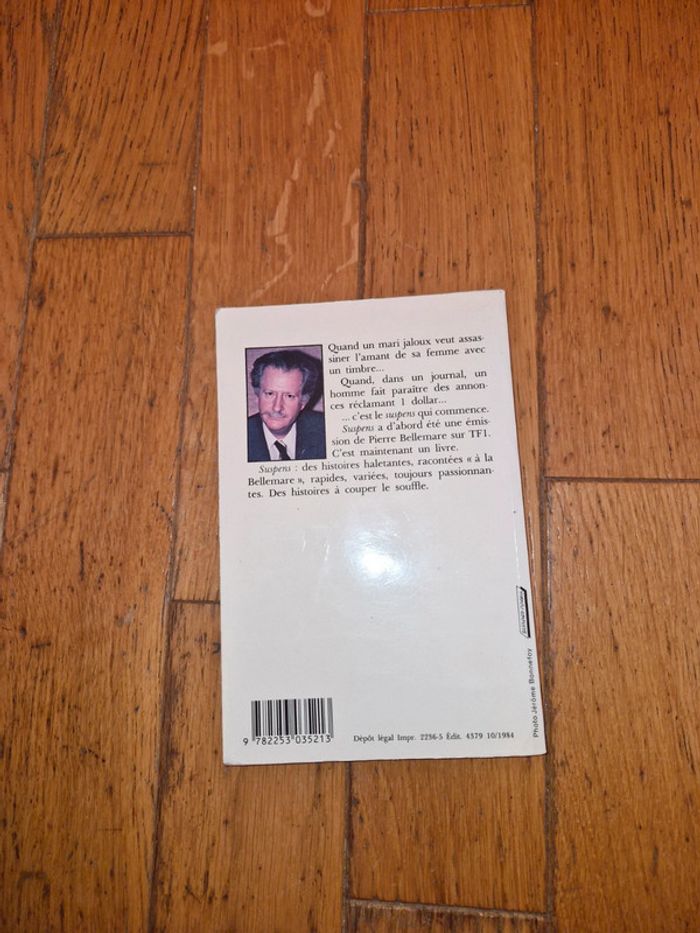 Quand un mari jaloux veut assas-
siner l'amant de sa femme avec
un timbre...
Quand, dans un journal, un
homme fait paraître des annon-
ces réclamant 1 dollar...
... c'est le suspens qui commence.
Suspens a d'abord été une émis-
sion de Pierre Bellemare sur TF1.
C'est maintenant un livre.
Suspens : des histoires haletantes, racontées « à la
Bellemare », rapides, variées, toujours passionnan-
tes. Des histoires à couper le souffle.
Photo Jérôme Bonnefoy
9 782253 035213
Dépôt légal Impr. 2236-5 Édit. 4379 10/1984